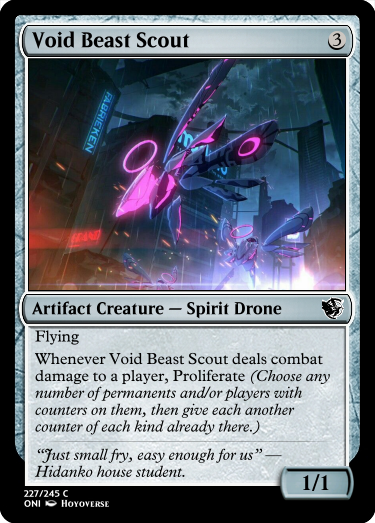 Void Beast Scout 3
FABRIEKEN
Artifact Creature — Spirit Drone
Flying
Whenever Void Beast Scout deals combat
damage to a player, Proliferate (Choose any
number of permanents and/or players with
counters on them, then give each another
counter of each kind already there.)
“Just small fry, easy enough for us” —
Hidanko house student.
1/1
227/245 C
ONI HOYOVERSE